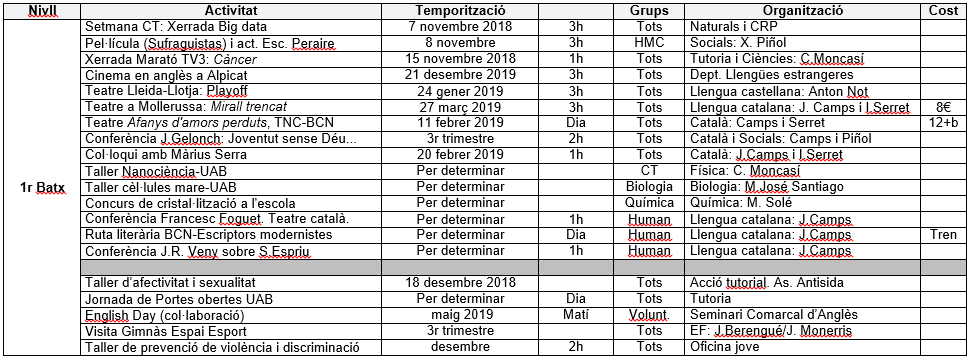 Nivll Activitat Temporització Grups Organització Cost
Setmana CT: Xerrada Big data 7 novembre 2018 3h Tots Naturals i CRP
Pel·lícula (Sufraguistas) i act. Esc. Peraire 8 novembre 3h HMC Socials: X. Piñol
Xerrada Marató TV3: Càncer 15 novembre 2018 1h Tots Tutoria i Ciències: C.Moncasí
Cinema en anglès a Alpicat 21 desembre 2019 3h Tots Dept. Llengües estrangeres
Teatre Lleida-Llotja: Playoff 24 gener 2019 3h Tots Llengua castellana: Anton Not
Teatre a Mollerussa: Mirall trencat 27 març 2019 3h Tots Llengua catalana: J. Camps i I.Serret 8€
Teatre Afanys d'amors perduts, TNC-BCN 11 febrer 2019 Dia Tots Català: Camps i Serret 12+b
Conferència J.Gelonch: Joventut sense Déu... 3r trimestre 2h Tots Català i Socials: Camps i Piñol
Col·loqui amb Màrius Serra 20 febrer 2019 1h Tots Català: J.Camps i I.Serret
Taller Nanociència-UAB Per determinar CT Física: C. Moncasí
1r Batx Taller cèl·lules mare-UAB Per determinar Biologia Biologia: M.José Santiago
Concurs de cristal·lització a l'escola Per determinar Química Química: M. Solé
Conferència Francesc Foguet. Teatre català. Per determinar 1h Human Llengua catalana: J.Camps
Ruta literària BCN-Escriptors modernistes Per determinar Dia Human Llengua catalana: J.Camps Tren
Conferència J.R. Veny sobre S.Espriu Per determinar 1h Human Llengua catalana: J.Camps
Taller d'afectivitat i sexualitat 18 desembre 2018 Tots Acció tutorial. As. Antisida
Jornada de Portes obertes UAB Per determinar Dia Tots Tutoria
English Day (col·laboració) maig 2019 Matí Volunt. Seminari Comarcal d'Anglès
Visita Gimnàs Espai Esport 3r trimestre Tots EF: J.Berengué/J. Monerris
Taller de prevenció de violència i discriminació desembre 2h Tots Oficina jove